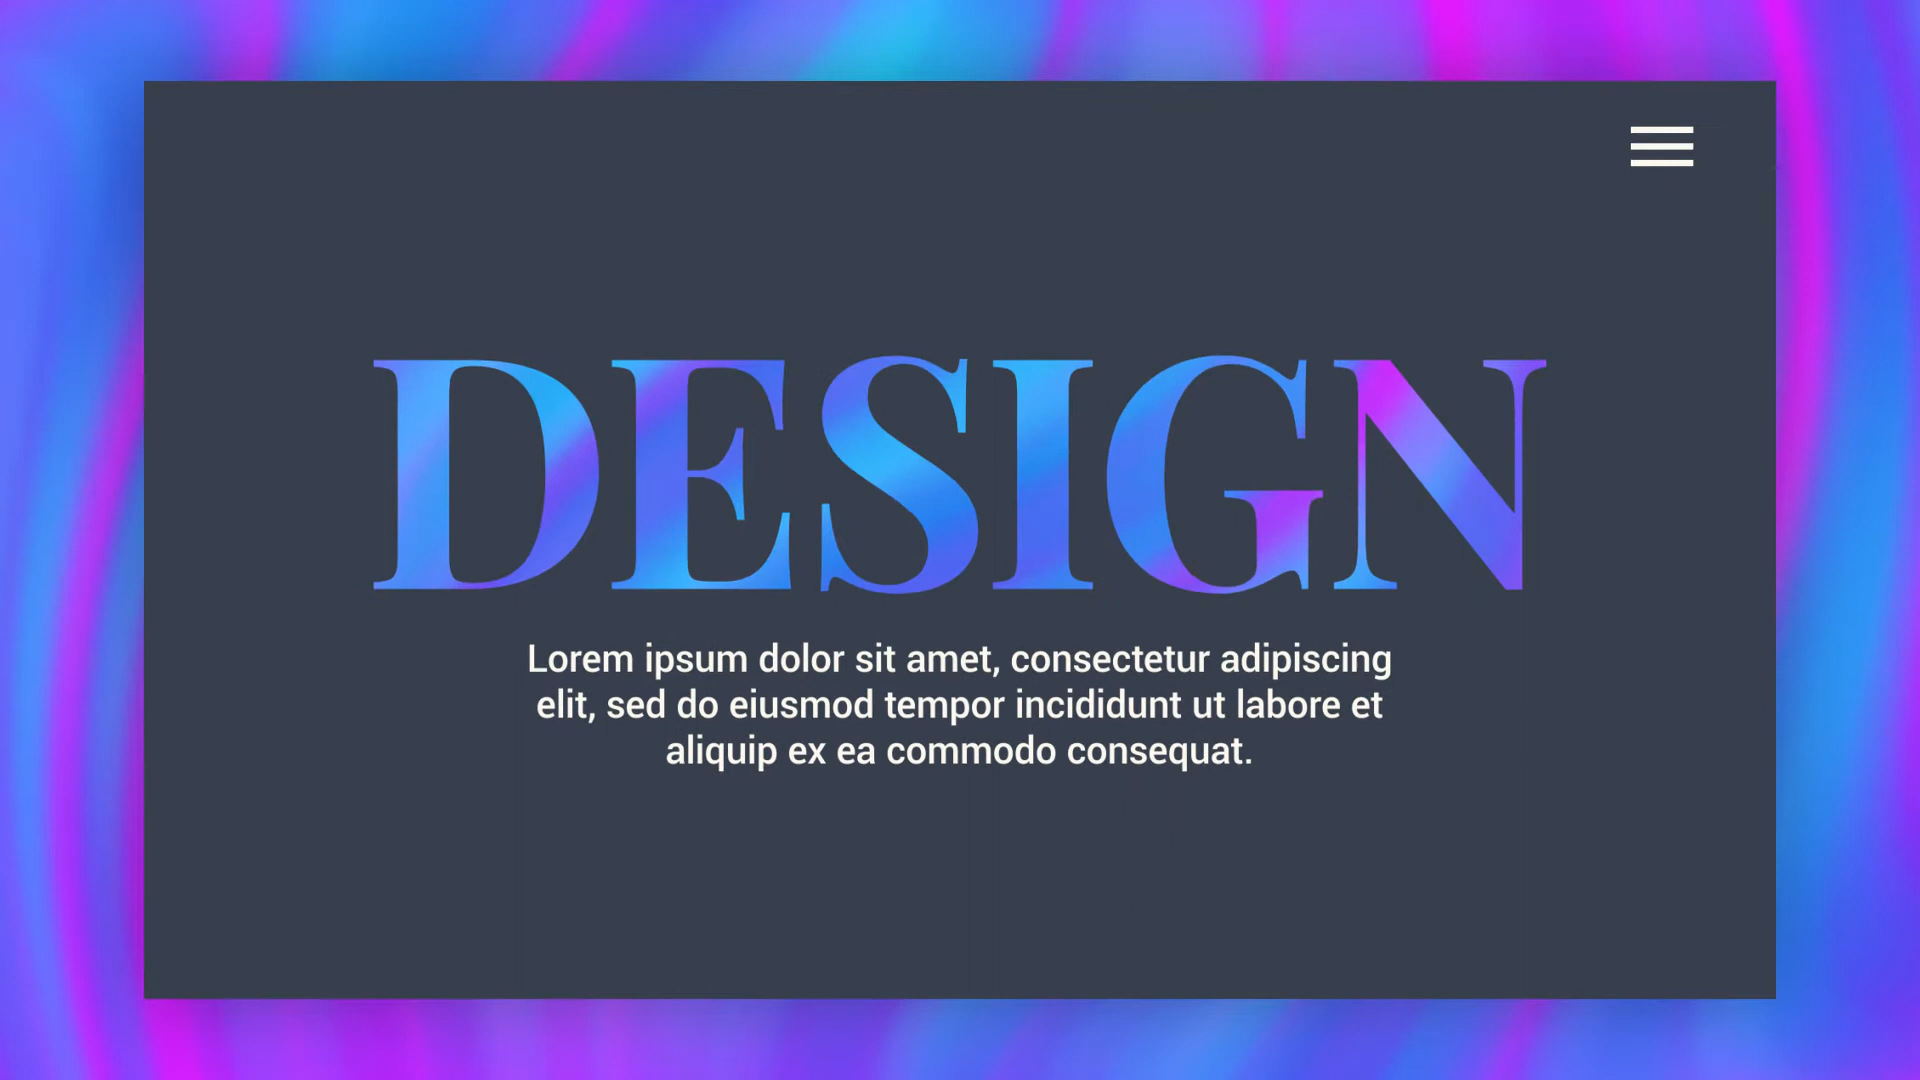 DESIGN
Lorem ipsum dolor sit amet, consectetur adipiscing
elit, sed do eiusmod tempor incididunt ut labore et
aliquip ex ea commodo consequat.